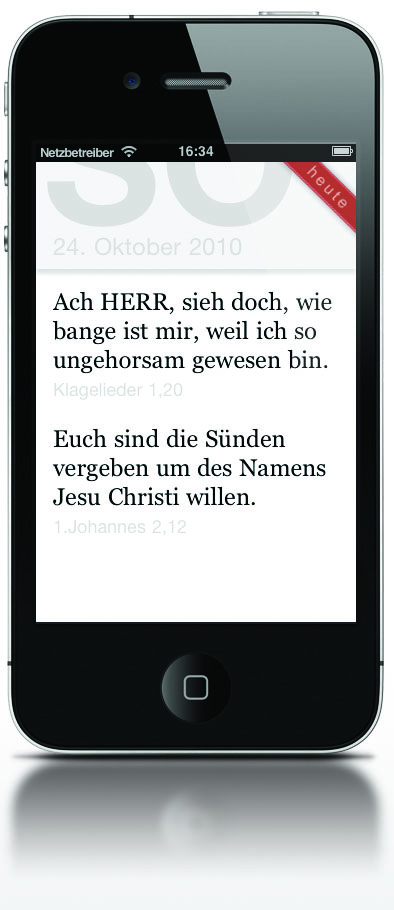 Netzbetreiber 16:34
SO
heute
24. Oktober 2010
Ach HERR, sieh doch, wie
bange ist mir, weil ich so
ungehorsam gewesen bin.
Klagelieder 1,20
Euch sind die Sünden
vergeben um des Namens
Jesu Christi willen.
1.Johannes 2,12